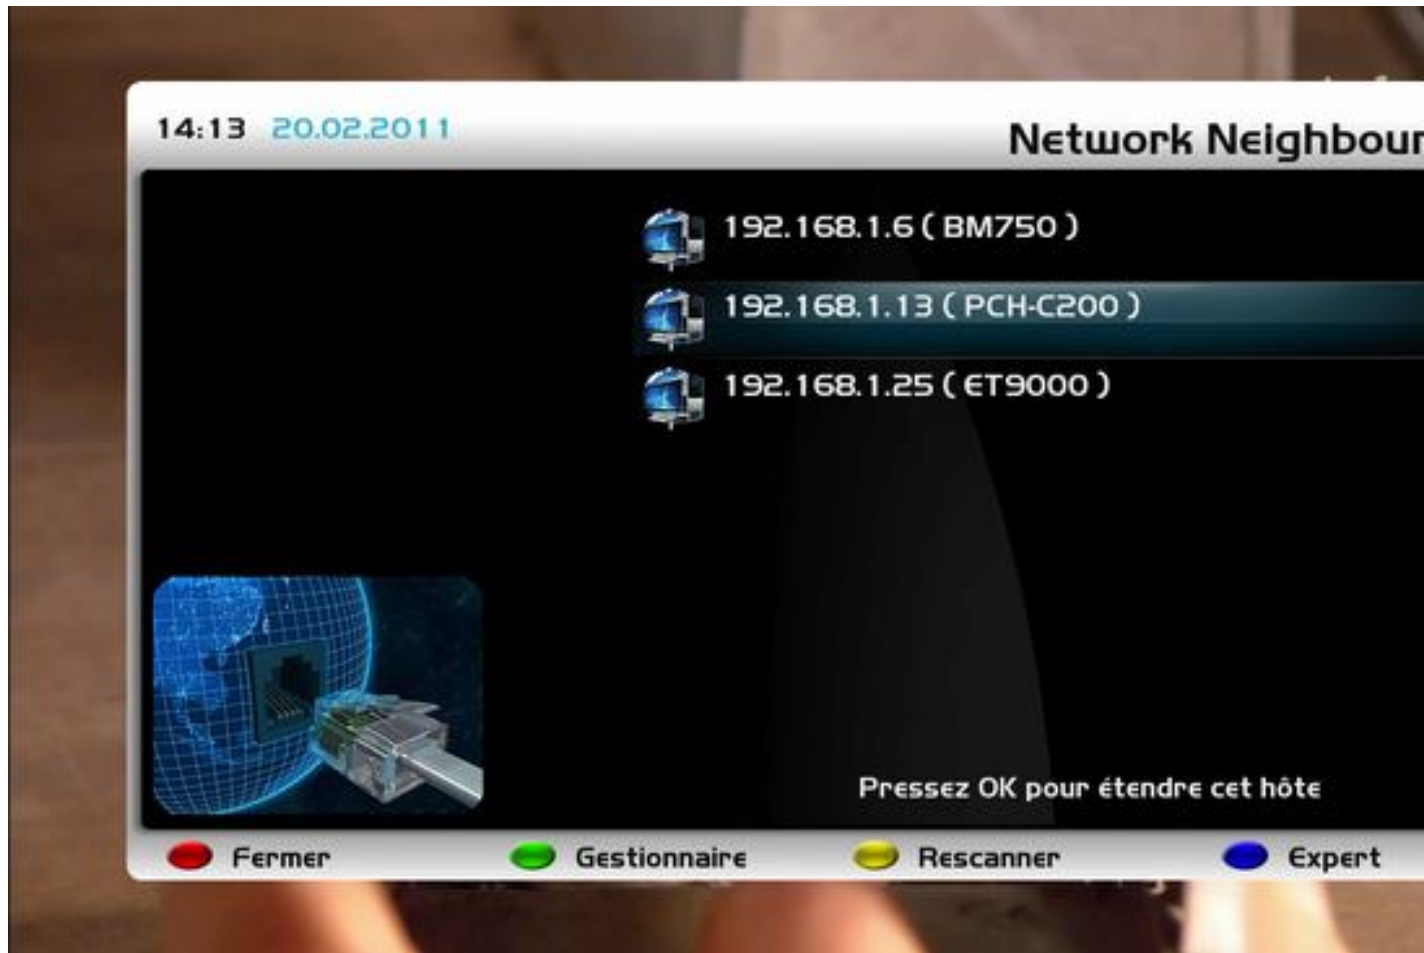 14:13 20.02.2011
Network Neighbour
192.168.1.6 ( BM750 )
192.168.1.13 ( PCH-C200 )
192.168.1.25 ( ET9000 )
Pressez OK pour étendre cet hôte
Fermer Gestionnaire Rescanner Expert